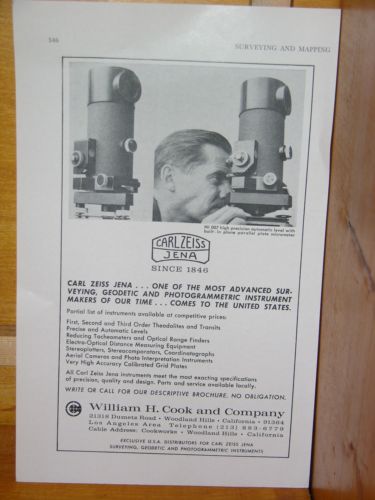 546
SURVEYING AND MAPPING
Ni 007 high precision automatic level with
built-in plane parallel plate micrometer
CARL ZEISS
JENA
SINCE 1846
CARL ZEISS JENA . . . ONE OF THE MOST ADVANCED SUR-
VEYING, GEODETIC AND PHOTOGRAMMETRIC INSTRUMENT
MAKERS OF OUR TIME . . . COMES TO THE UNITED STATES.
Partial list of instruments available at competitive prices:
First, Second and Third Order Theodolites and Transits
Precise and Automatic Levels
Reducing Tacheometers and Optical Range Finders
Electro-Optical Distance Measuring Equipment
Stereoplotters, Stereocomparators, Coordinatographs
Aerial Cameras and Photo Interpretation Instruments
Very High Accuracy Calibrated Grid Plates
All Carl Zeiss Jena instruments meet the most exacting specifications
of precision, quality and design. Parts and service available locally.
WRITE OR CALL FOR OUR DESCRIPTIVE BROCHURE. NO OBLIGATION.
William H. Cook and Company
21318 Dumetz Road • Woodland Hills • California • 91364
Los Angeles Area Telephone (213) 883-6779
Cable Address: Cookworks • Woodland Hills • California
EXCLUSIVE U.S.A. DISTRIBUTORS FOR CARL ZEISS JENA
SURVEYING, GEODETIC AND PHOTOGRAMMETRIC INSTRUMENTS